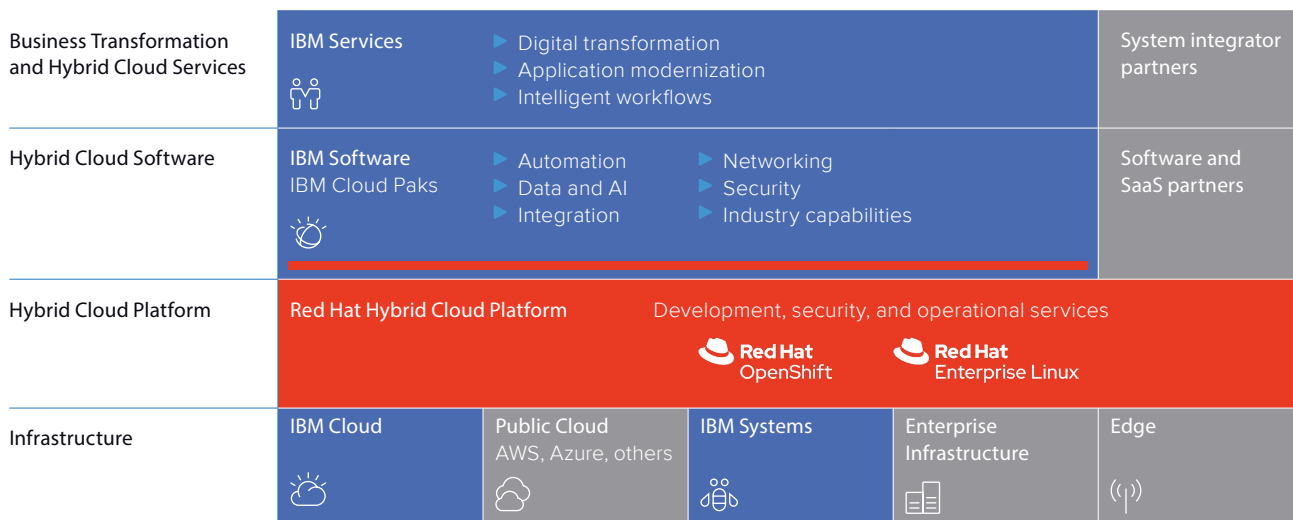 Business Transformation
and Hybrid Cloud Services
IBM Services
Digital transformation
Application modernization
Intelligent workflows
System integrator
partners
Hybrid Cloud Software
IBM Software
IBM Cloud Paks
Automation
Data and AI
Integration
Networking
Security
Industry capabilities
Software and
SaaS partners
Hybrid Cloud Platform
Red Hat Hybrid Cloud Platform
Development, security, and operational services
Red Hat
OpenShift
Red Hat
Enterprise Linux
Infrastructure
IBM Cloud
Public Cloud
AWS, Azure, others
IBM Systems
Enterprise
Infrastructure
Edge